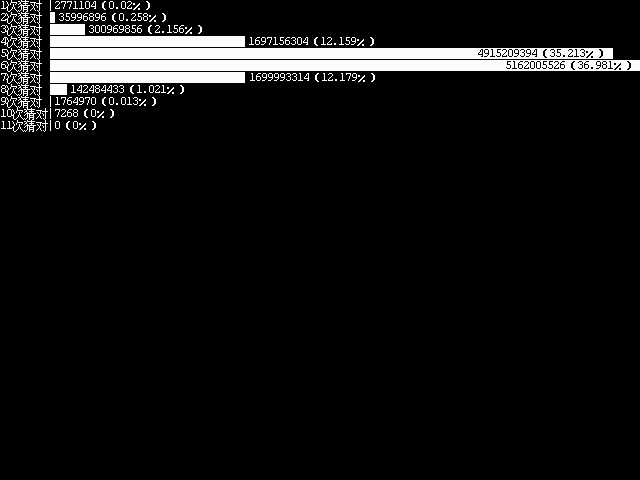 1次猜对 2771104(0.02%)
2次猜对 35996896(0.258%)
3次猜对 300969856(2.156%)
4次猜对 1697156304(12.159%)
5次猜对 4915209394(35.213%)
6次猜对 5162005526(36.981%)
7次猜对 1699993314(12.179%)
8次猜对 142484433(1.021%)
9次猜对 1764970(0.013%)
10次猜对 7268(0%)
11次猜对 0(0%)